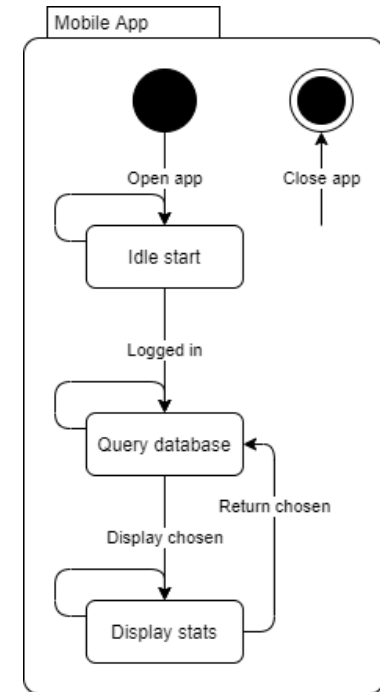 Mobile App
Open app
Close app
Idle start
Logged in
Query database
Return chosen
Display chosen
Display stats